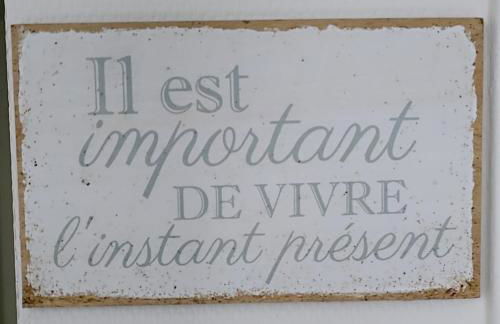 Il est
important
DE VIVRE
l'instant présent